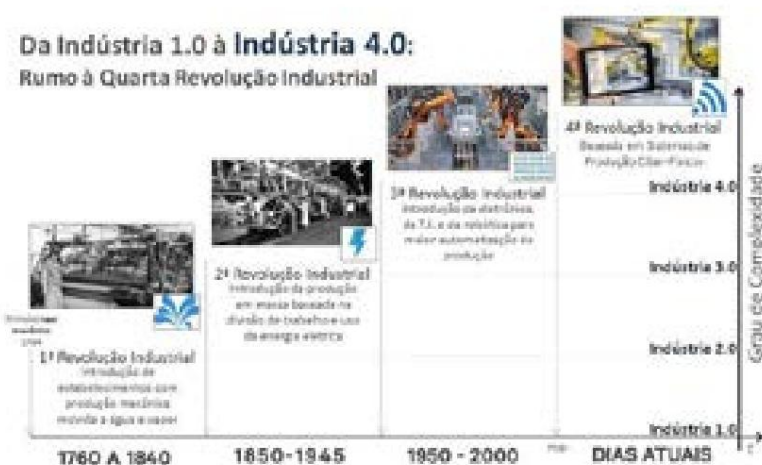 Da Indústria 1.0 à Indústria 4.0:
Rumo à Quarta Revolução Industrial
4ª Revolução Industrial
Baseada em Sistemas de
Produção Ciber-Físicos
Indústria 4.0
3ª Revolução Industrial
Introdução da eletrônica,
da T.I. e da robótica para
maior automatização da
produção
Indústria 3.0
2ª Revolução Industrial
Introdução da produção
em massa baseada na
divisão de trabalho e uso
da energia elétrica
Indústria 2.0
1ª Revolução Industrial
Introdução de
estabelecimentos com
produção mecânica
movida a água e vapor
Indústria 1.0
Grau de Complexidade
1760 A 1840
1850-1945
1950 - 2000
DIAS ATUAIS